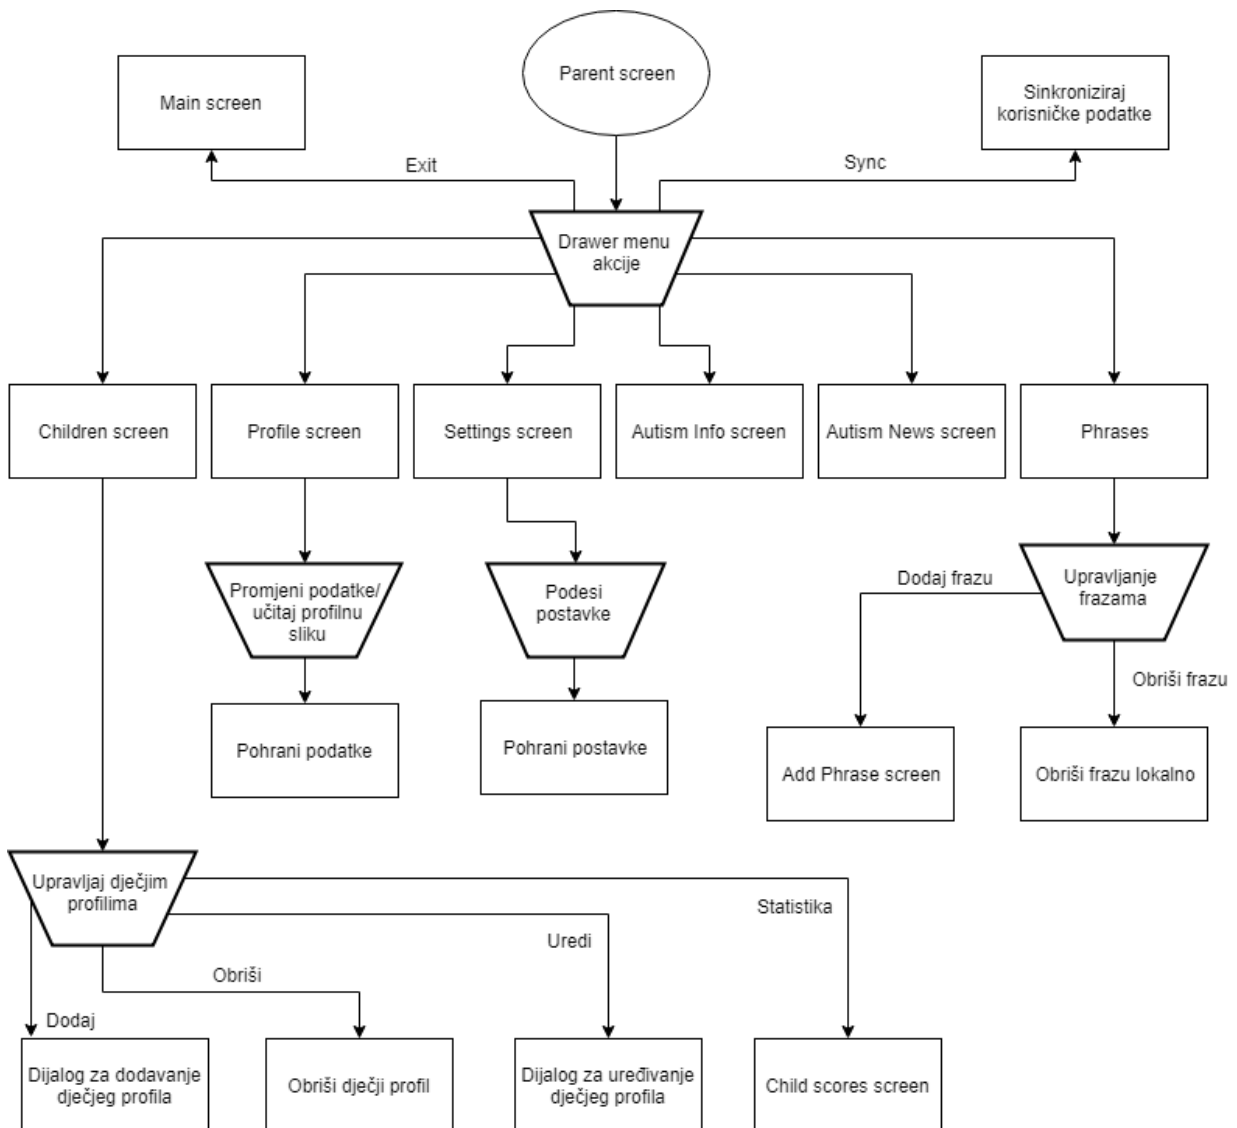 Parent screen
Main screen
Sinkroniziraj
korisničke podatke
Exit
Sync
Drawer menu
akcije
Children screen
Profile screen
Settings screen
Autism Info screen
Autism News screen
Phrases
Promjeni podatke/
učitaj profilnu
sliku
Podesi
postavke
Dodaj frazu
Upravljanje
frazama
Obriši frazu
Pohrani podatke
Pohrani postavke
Add Phrase screen
Obriši frazu lokalno
Upravljaj dječjim
profilima
Statistika
Uredi
Obriši
Dodaj
Dijalog za dodavanje
dječjeg profila
Obriši dječji profil
Dijalog za uređivanje
dječjeg profila
Child scores screen